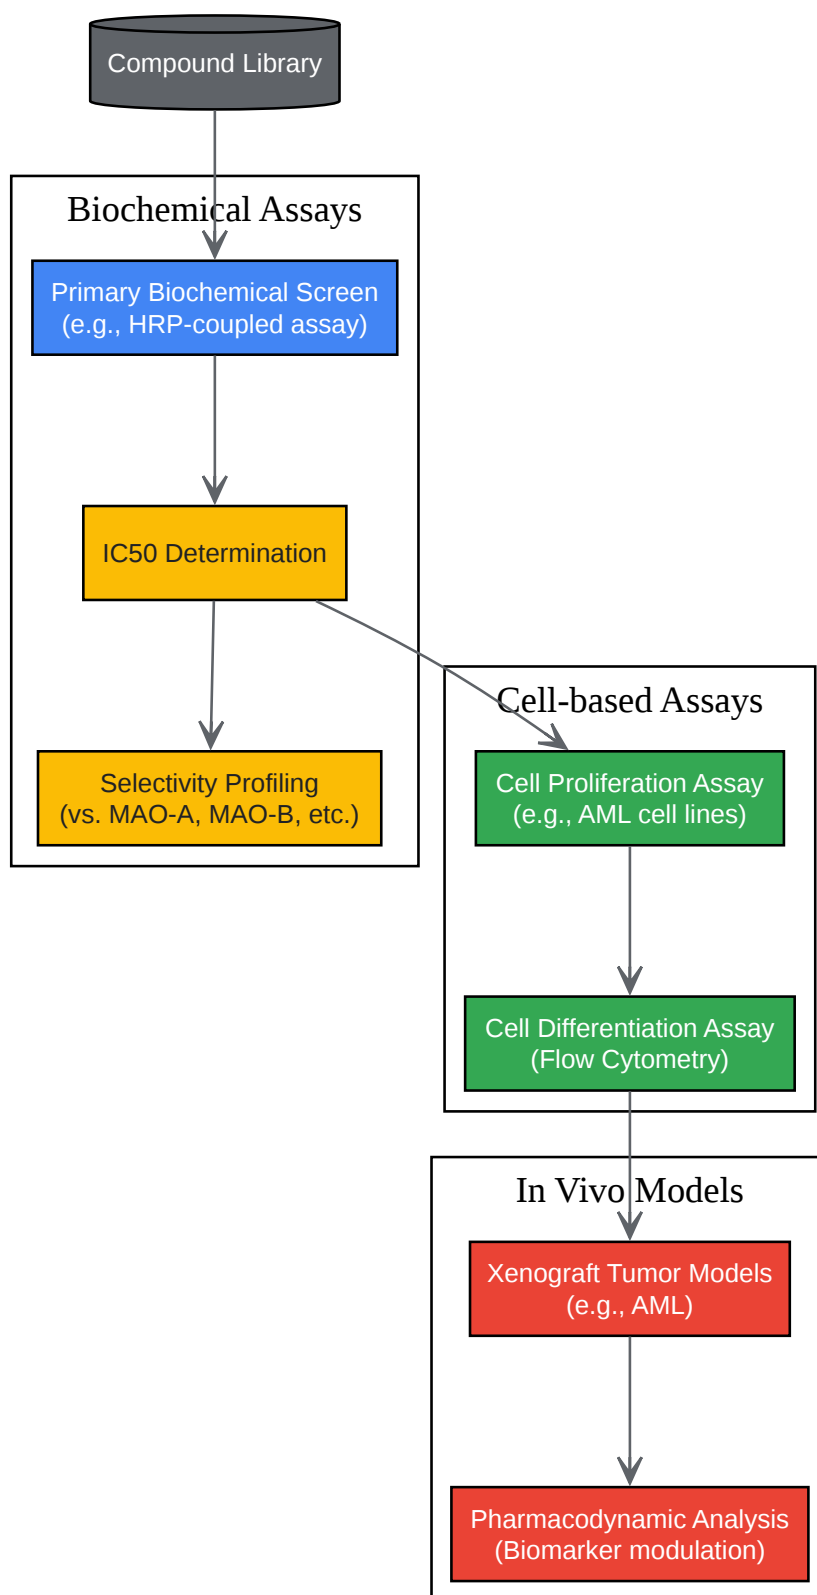 Compound Library
Biochemical Assays
Primary Biochemical Screen
(e.g., HRP-coupled assay)
IC50 Determination
Selectivity Profiling
(vs. MAO-A, MAO-B, etc.)
Cell-based Assays
Cell Proliferation Assay
(e.g., AML cell lines)
Cell Differentiation Assay
(Flow Cytometry)
In Vivo Models
Xenograft Tumor Models
(e.g., AML)
Pharmacodynamic Analysis
(Biomarker modulation)